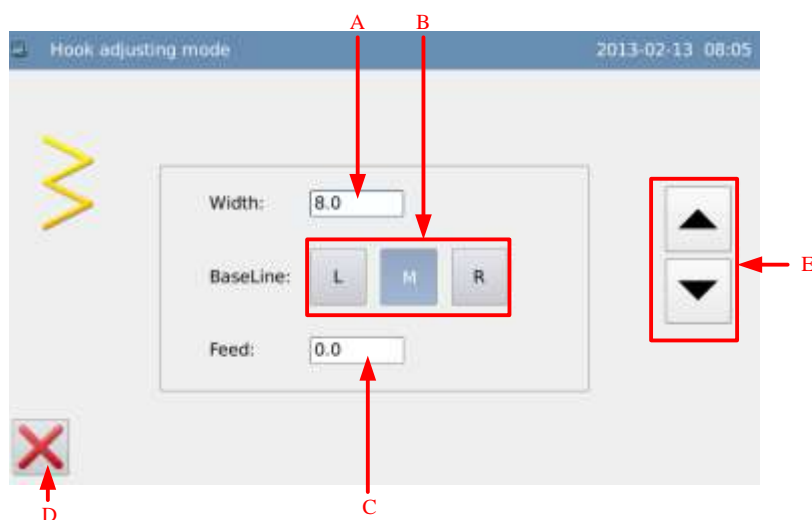 A B
Hook adjusting mode 2013-02-13 08:05
Width: 8.0
BaseLine: L M R
E
Feed: 0.0
D C